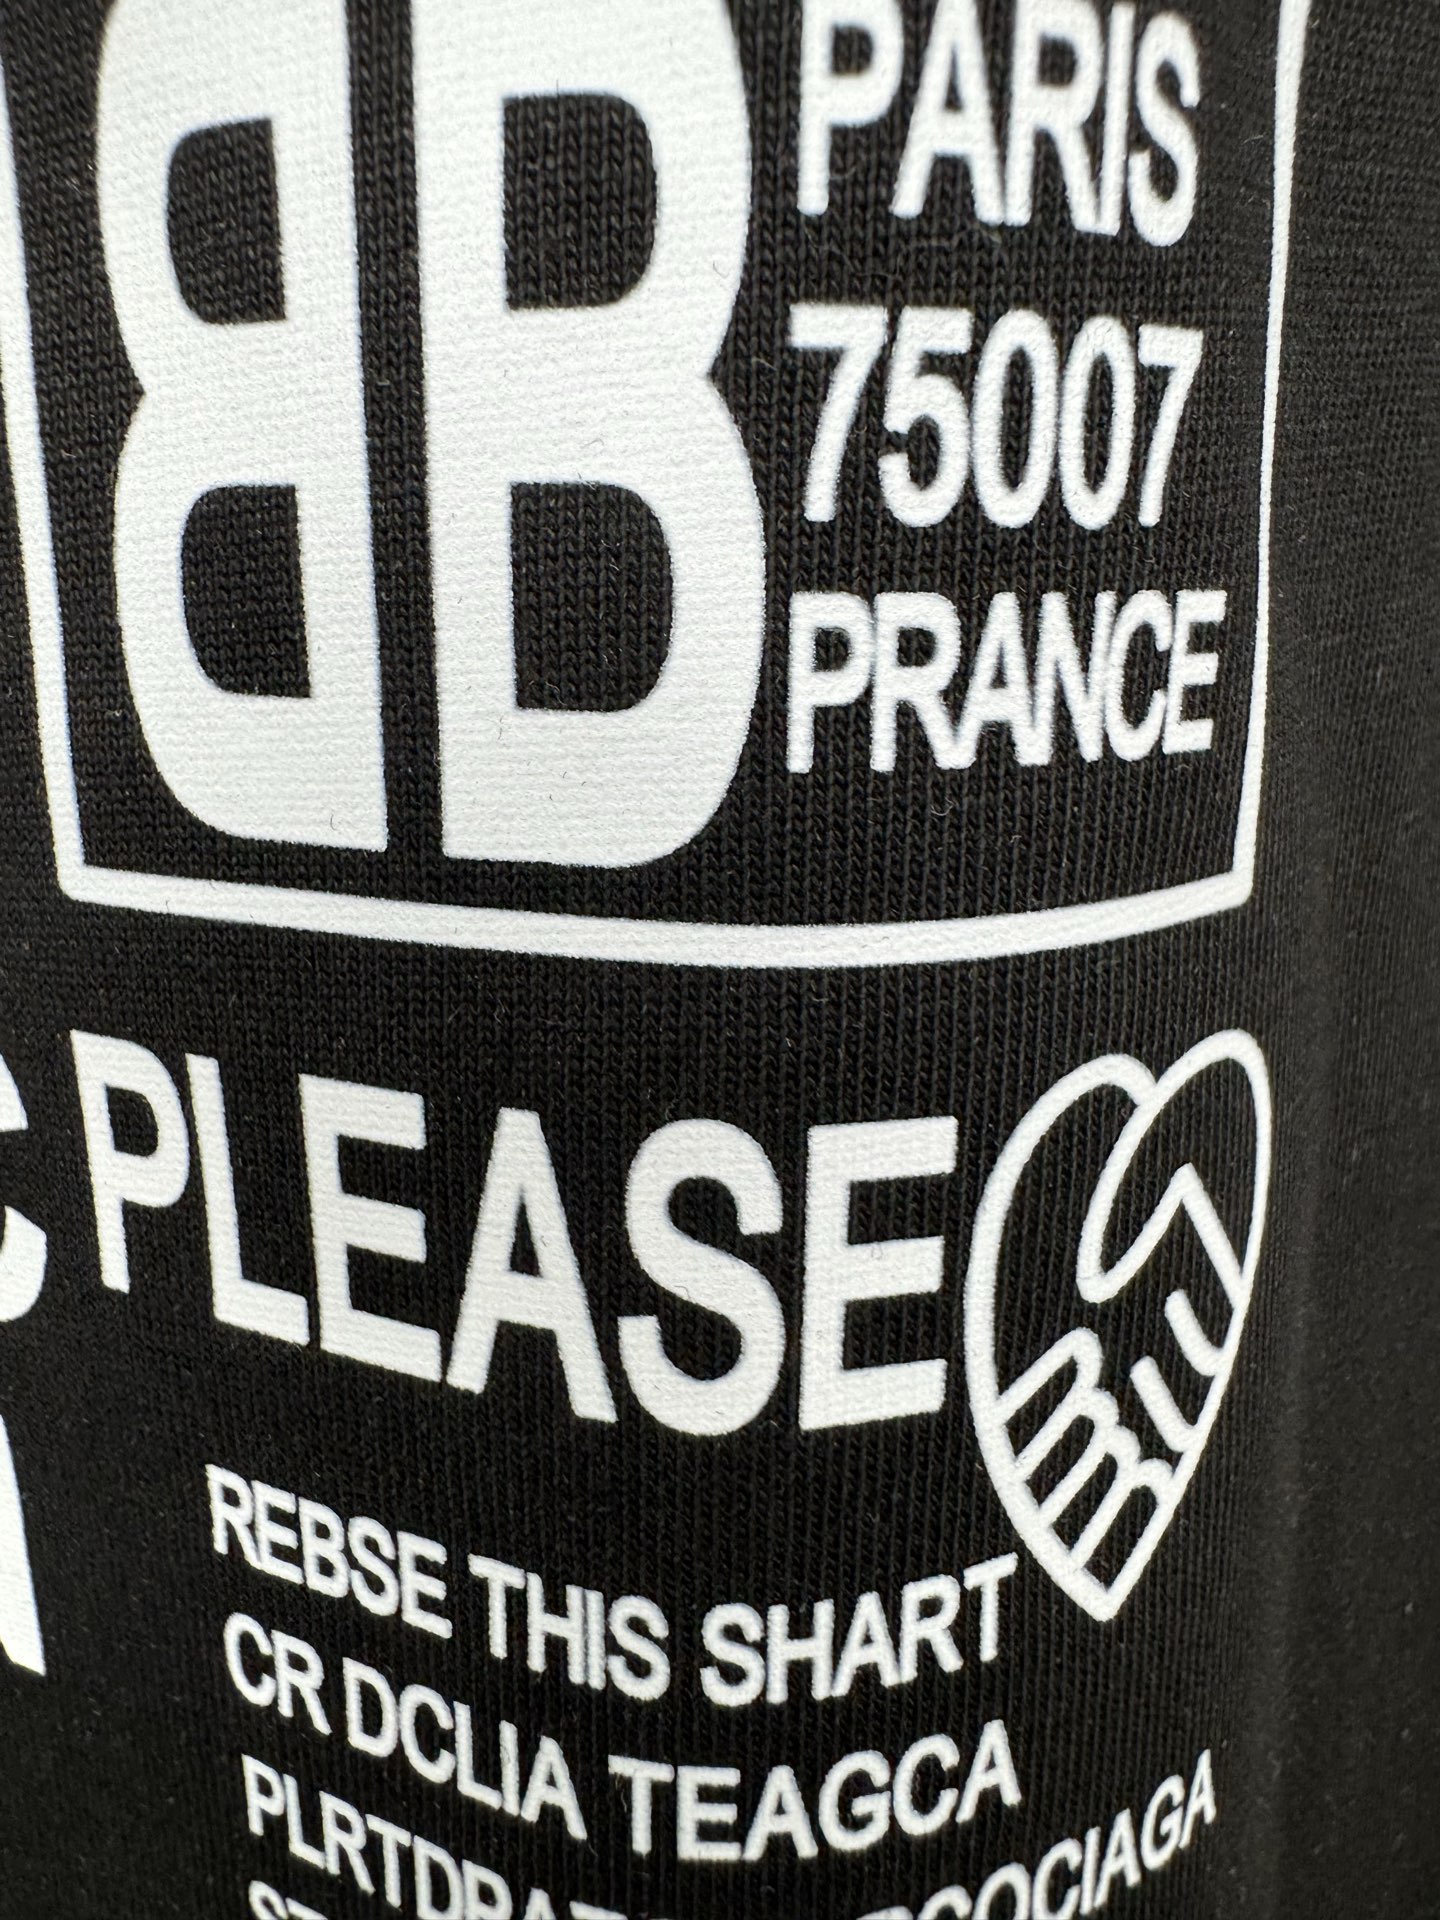 BB
PARIS
75007
PRANCE
PLEASE
REBSE THIS SHART
CR DCLIA TEAGCA